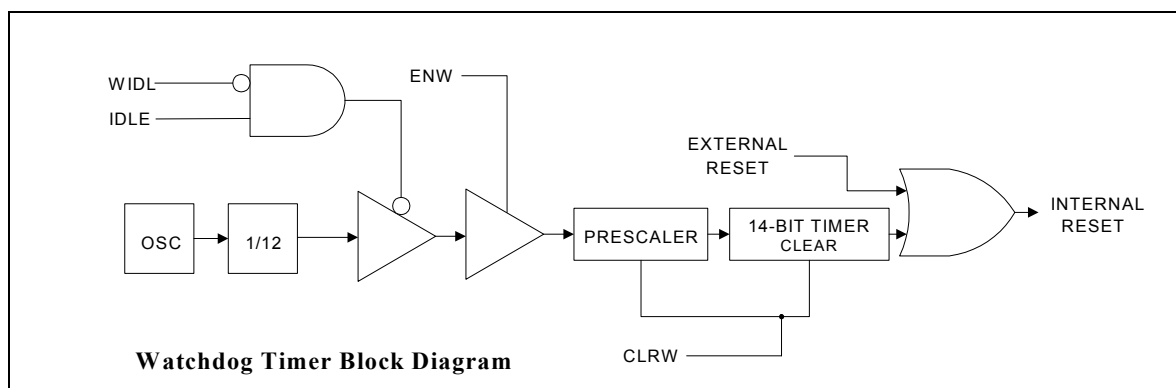 WIDL
IDLE
ENW
EXTERNAL
RESET
INTERNAL
RESET
OSC
1/12
PRESCALER
14-BIT TIMER
CLEAR
CLRW
Watchdog Timer Block Diagram